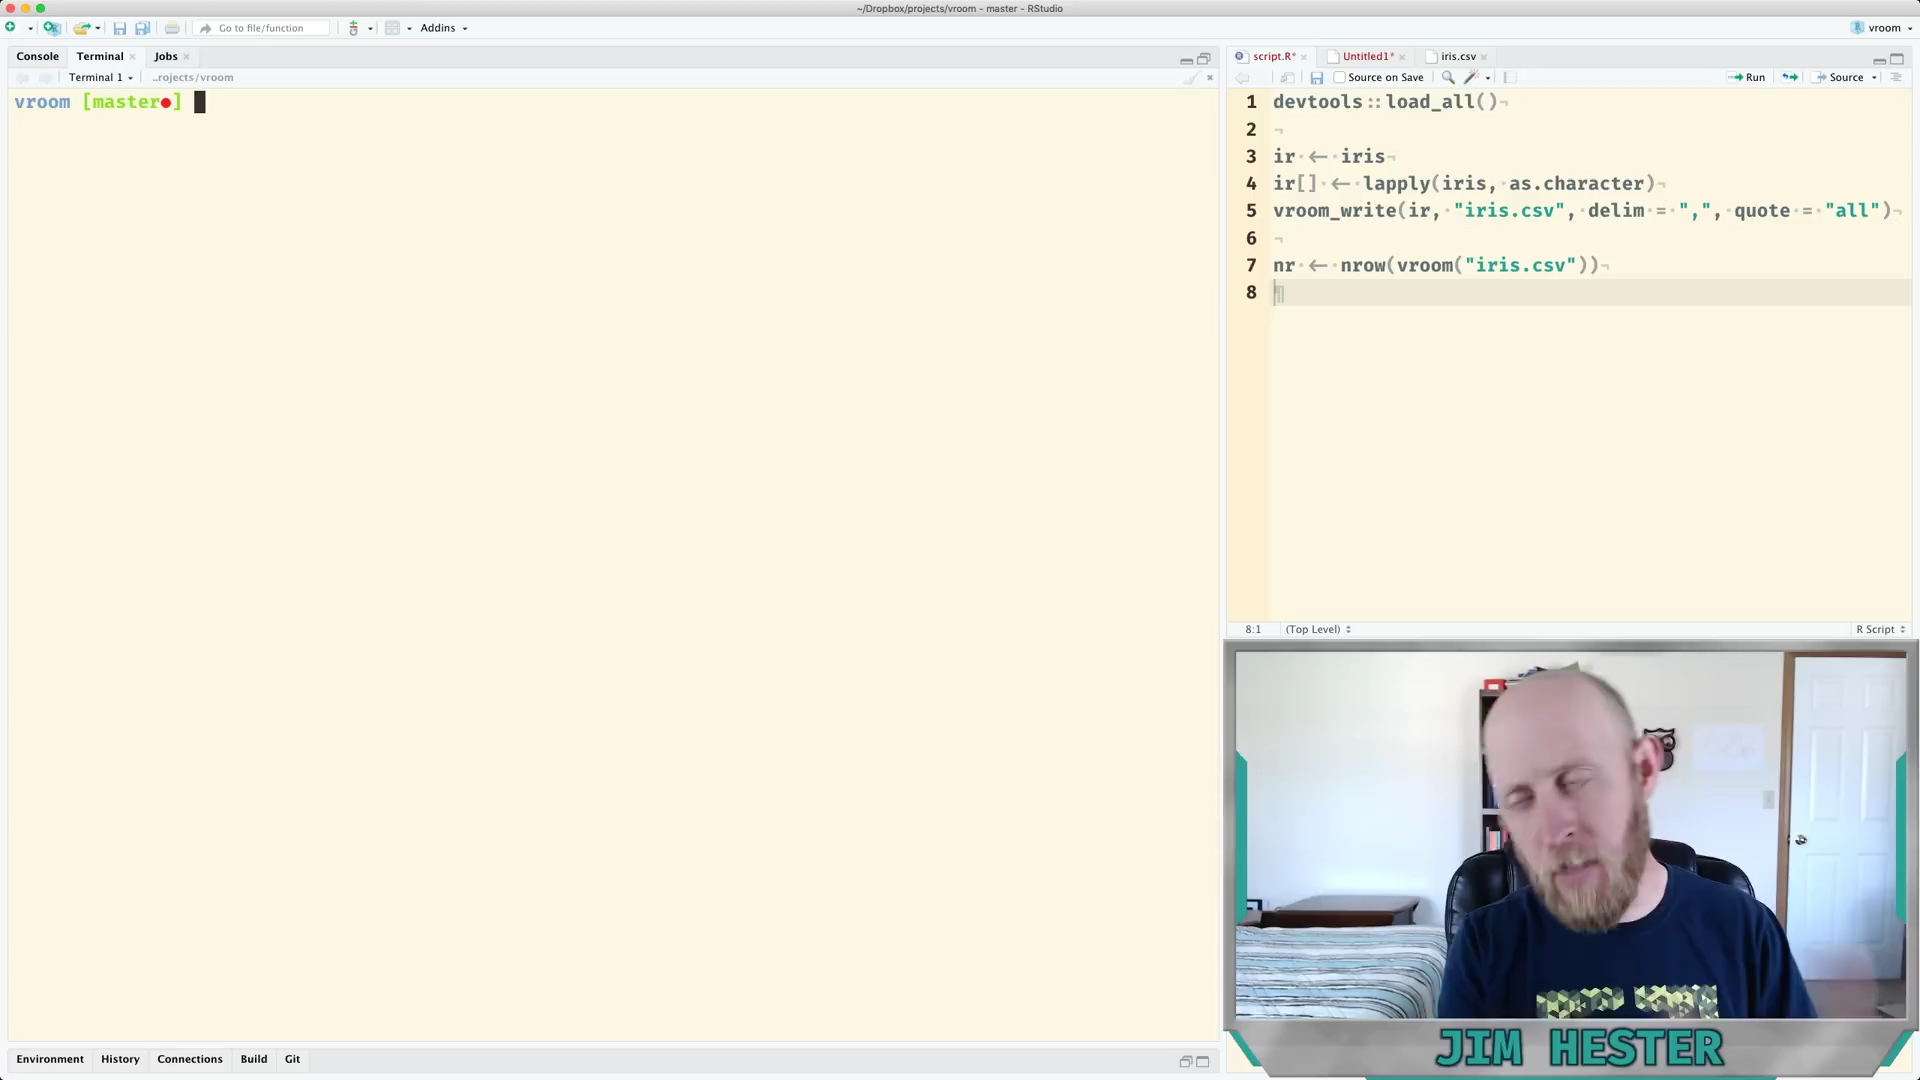 ~/Dropbox/projects/vroom - master - RStudio
Go to file/function
Addins
vroom
Console
Terminal
Jobs
Terminal 1
..rojects/vroom
vroom [master●]
script.R*
Untitled1*
iris.csv
Source on Save
Run
Source
1 devtools::load_all()¬
2 ¬
3 ir <- iris¬
4 ir[] <- lapply(iris, as.character)¬
5 vroom_write(ir, "iris.csv", delim = ",", quote = "all")¬
6 ¬
7 nr <- nrow(vroom("iris.csv"))¬
8 ¶
8:1
(Top Level)
R Script
Environment
History
Connections
Build
Git
JIM HESTER